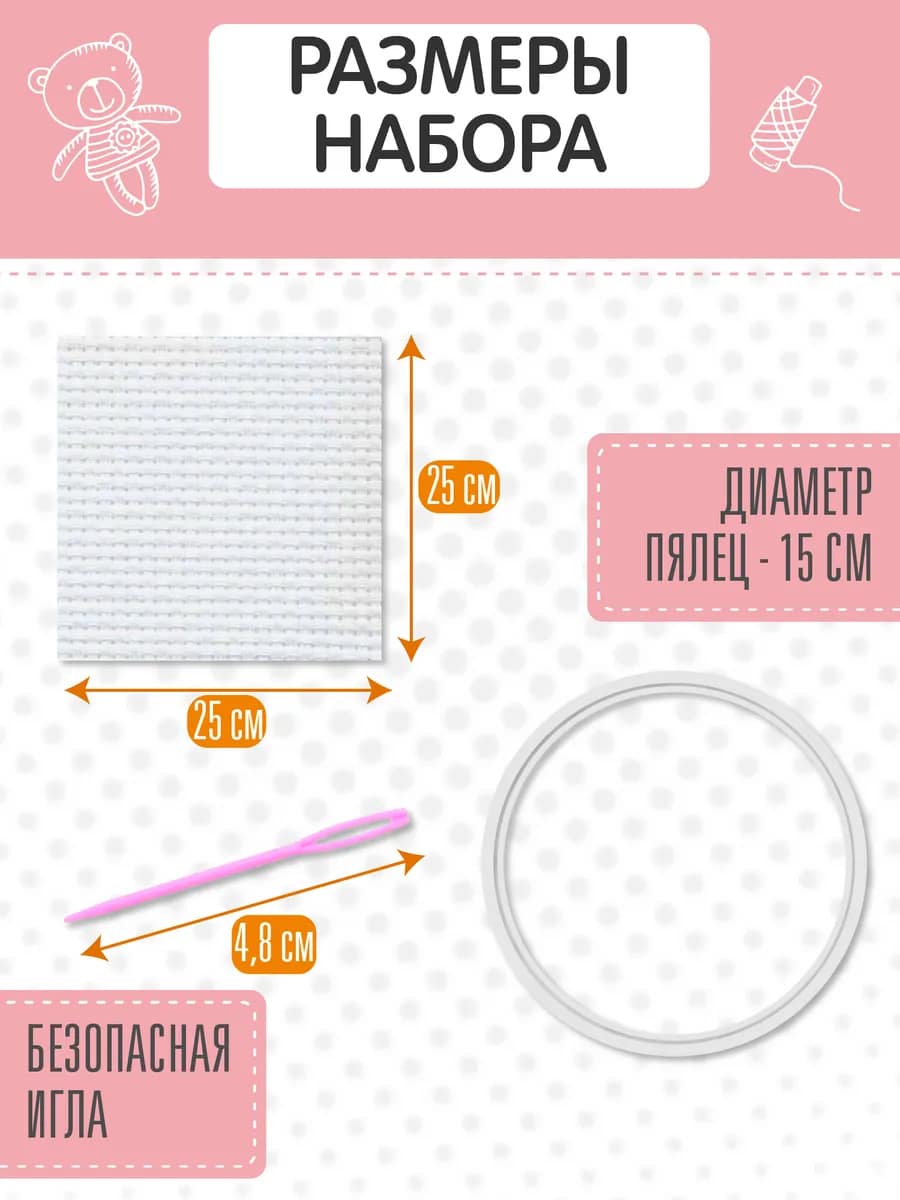 РАЗМЕРЫ
НАБОРА
25 СМ
25 СМ
ДИАМЕТР
ПЯЛЕЦ - 15 СМ
4,8 СМ
БЕЗОПАСНАЯ
ИГЛА